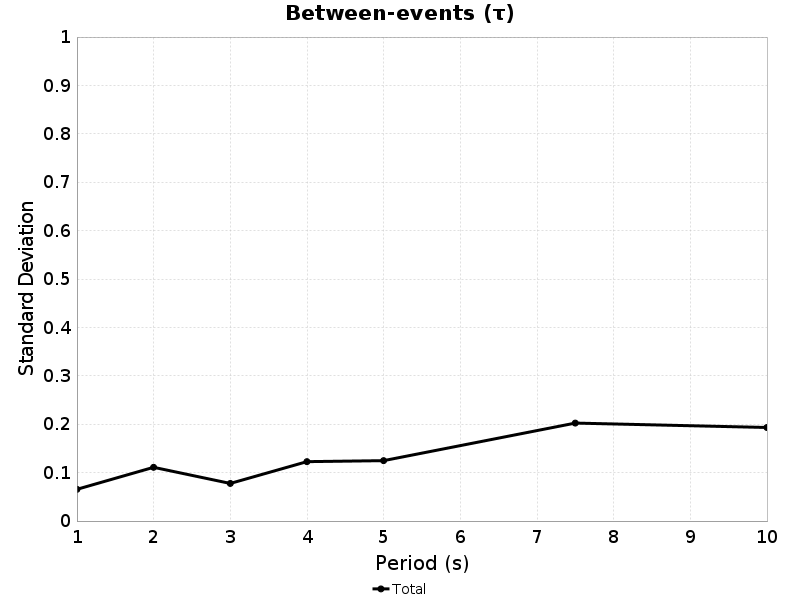 Between-events (τ)
1
0.9
0.8
0.7
0.6
0.5
0.4
0.3
0.2
0.1
0
Standard Deviation
1 2 3 4 5 6 7 8 9 10
Period (s)
Total